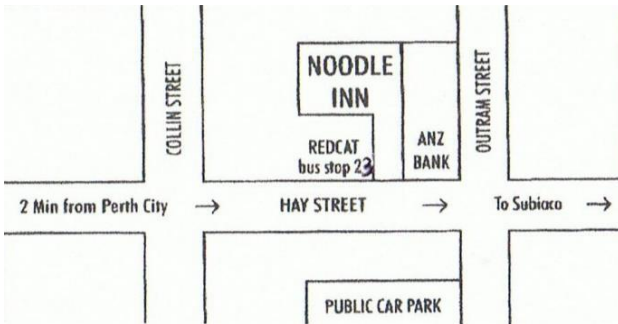 COLLIN STREET
NOODLE
INN
REDCAT
bus stop 23
ANZ
BANK
OUTRAM STREET
2 Min from Perth City →
HAY STREET →
To Subiaco →
PUBLIC CAR PARK